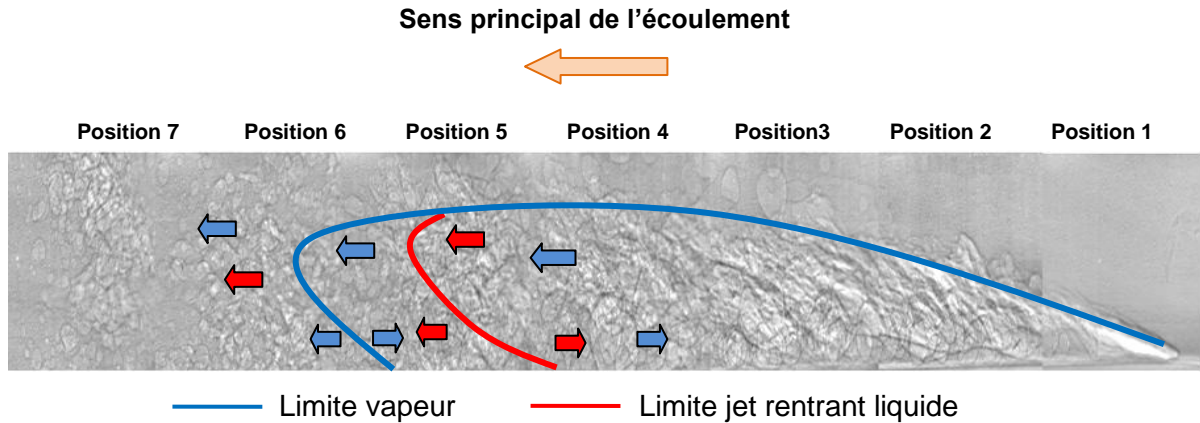 Sens principal de l’écoulement
Position 7 Position 6 Position 5 Position 4 Position3 Position 2 Position 1
Limite vapeur Limite jet rentrant liquide